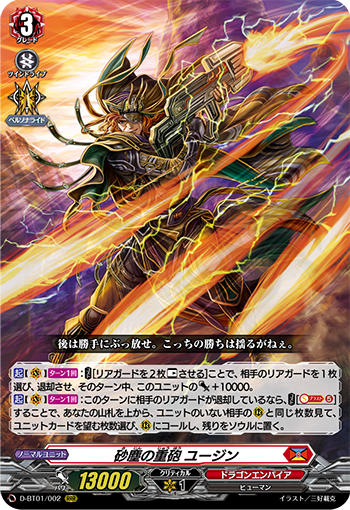 3
グレード
ツインドライブ
ペルソナライド
後は勝手にぶっ放せ。こっちの勝ちは揺るがねぇ。
起【ターン1回】:【リアガードを2枚させる】ことで、相手のリアガードを1枚
選び、退却させ、そのターン中、このユニットの+10000。
起【ターン1回】:このターンに相手のリアガードが退却しているなら、【ソウルブラスト5】
することで、あなたの山札を上から、ユニットのいない相手のRと同じ枚数見て、
ユニットカードを望む枚数選び、Rにコールし、残りをソウルに置く。
ノーマルユニット
砂塵の重砲 ユージン
パワー 13000
クリティカル 1
ドラゴンエンパイア
ヒューマン
D-BT01/002 RRR
イラスト/三好載克